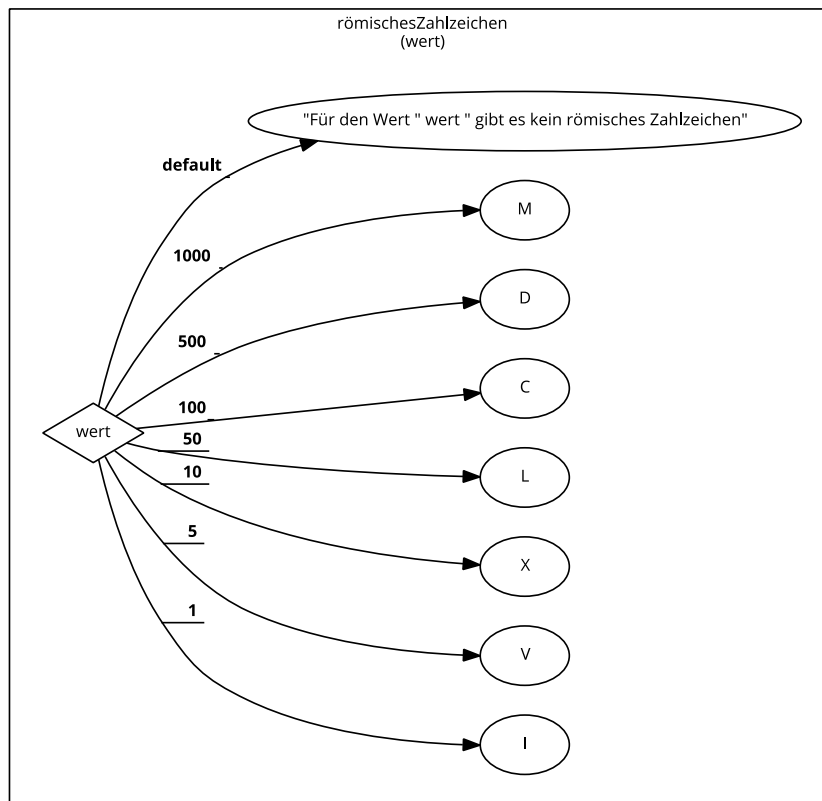 römischesZahlzeichen
(wert)
"Für den Wert " wert " gibt es kein römisches Zahlzeichen"
default
M
1000
D
500
C
100
wert
50
L
10
X
5
V
1
I